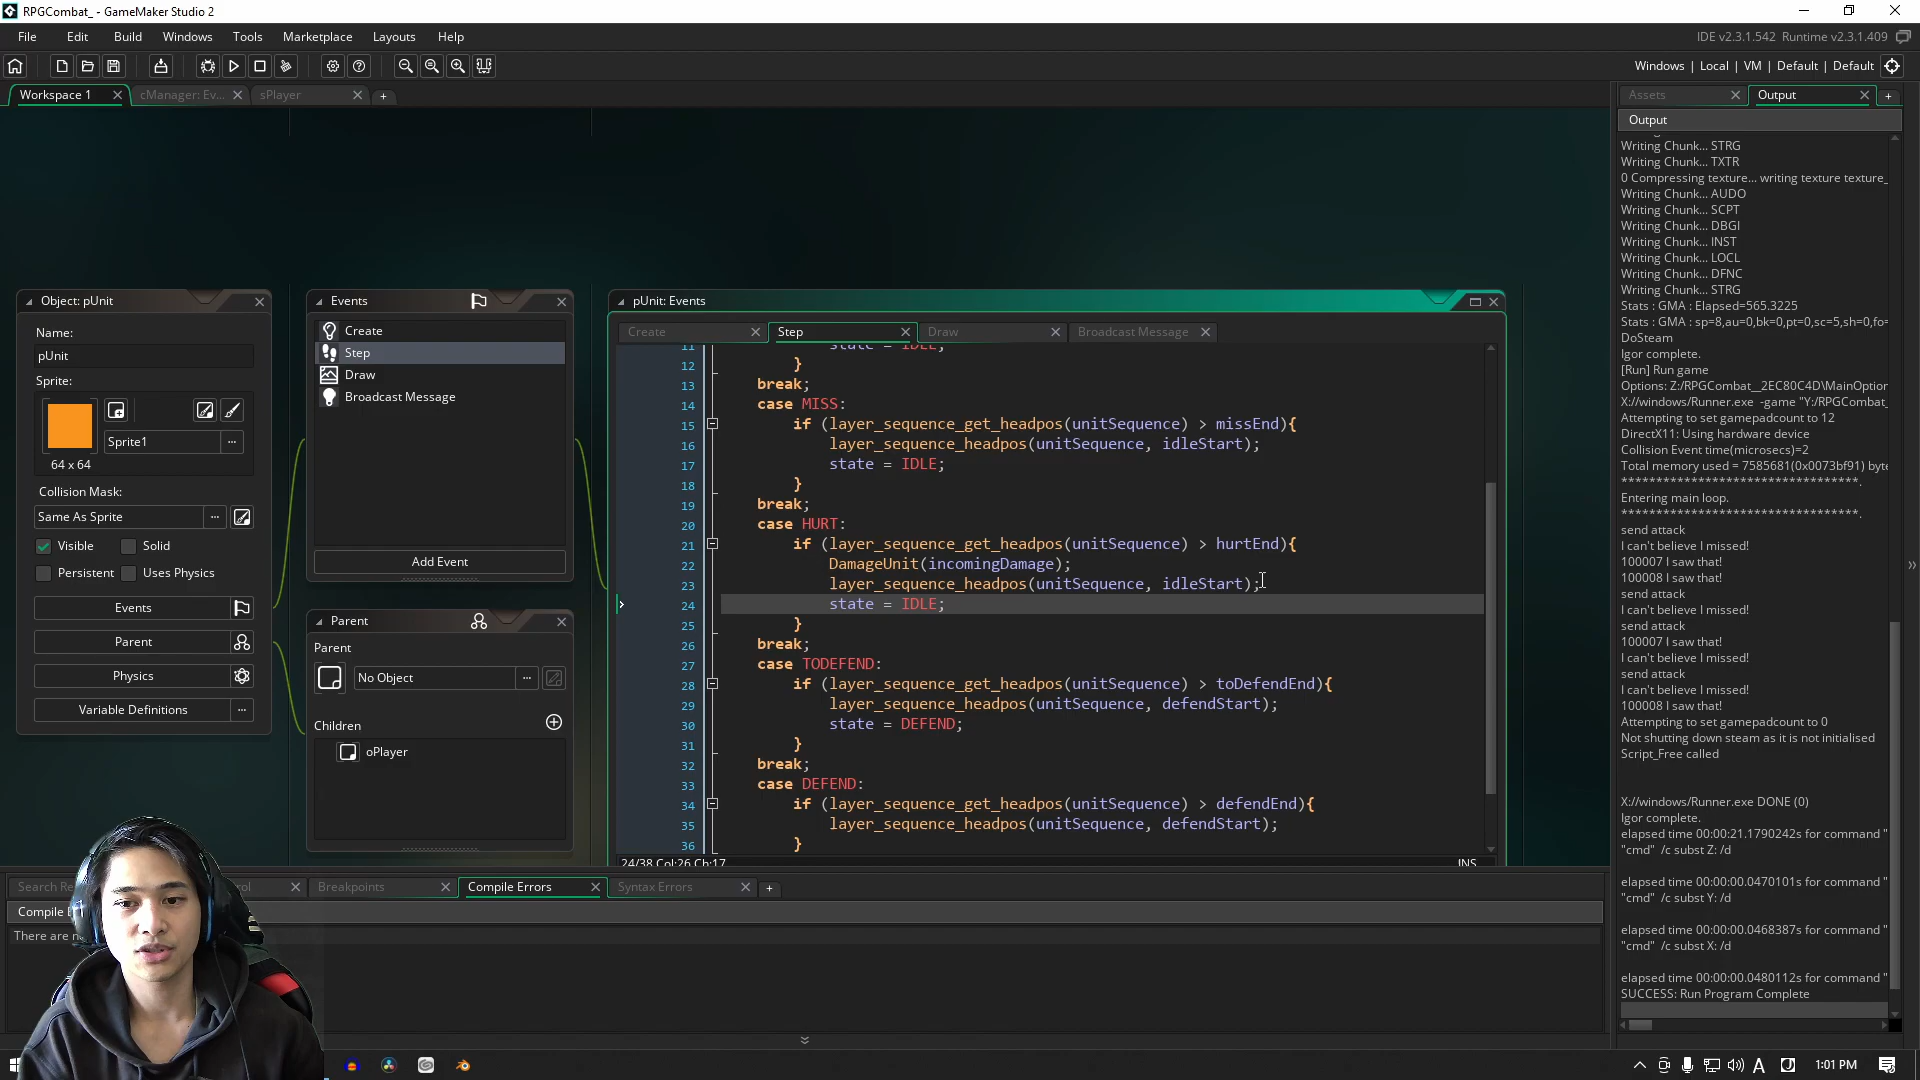 RPGCombat_ - GameMaker Studio 2
File Edit Build Windows Tools Marketplace Layouts Help
IDE v2.3.1.542 Runtime v2.3.1.409
Windows | Local | VM | Default | Default
Workspace 1
cManager: Ev...
sPlayer
Assets
Output
Output
Writing Chunk... STRG
Writing Chunk... TXTR
0 Compressing texture... writing texture texture_
Writing Chunk... AUDO
Writing Chunk... SCPT
Writing Chunk... DBGI
Writing Chunk... INST
Writing Chunk... LOCL
Writing Chunk... DFNC
Writing Chunk... STRG
Stats : GMA : Elapsed=565.3225
Stats : GMA : sp=8,au=0,bk=0,pt=0,sc=5,sh=0,fo=
DoSteam
Igor complete.
[Run] Run game
Options: Z:/RPGCombat__2EC80C4D\MainOption
X://windows/Runner.exe -game "Y:/RPGCombat_
Attempting to set gamepadcount to 12
DirectX11: Using hardware device
Collision Event time(microsecs)=2
Total memory used = 7585681(0x0073bf91) byte
***********************************.
Entering main loop.
***********************************.
send attack
I can't believe I missed!
100007 I saw that!
100008 I saw that!
send attack
I can't believe I missed!
send attack
100007 I saw that!
I can't believe I missed!
send attack
I can't believe I missed!
100008 I saw that!
Attempting to set gamepadcount to 0
Not shutting down steam as it is not initialised
Script_Free called
X://windows/Runner.exe DONE (0)
Igor complete.
elapsed time 00:00:21.1790242s for command "
"cmd" /c subst Z: /d
elapsed time 00:00:00.0470101s for command "
"cmd" /c subst Y: /d
elapsed time 00:00:00.0468387s for command "
"cmd" /c subst X: /d
elapsed time 00:00:00.0480112s for command "
SUCCESS: Run Program Complete
Object: pUnit
Name:
pUnit
Sprite:
Sprite1
...
64 x 64
Collision Mask:
Same As Sprite
...
Visible
Solid
Persistent
Uses Physics
Events
Parent
Physics
Variable Definitions
...
Events
Create
Step
Draw
Broadcast Message
Add Event
Parent
Parent
No Object
...
Children
oPlayer
pUnit: Events
Create
Step
Draw
Broadcast Message
11 state = IDLE;
12 }
13 break;
14 case MISS:
15 if (layer_sequence_get_headpos(unitSequence) > missEnd){
16 layer_sequence_headpos(unitSequence, idleStart);
17 state = IDLE;
18 }
19 break;
20 case HURT:
21 if (layer_sequence_get_headpos(unitSequence) > hurtEnd){
22 DamageUnit(incomingDamage);
23 layer_sequence_headpos(unitSequence, idleStart);
24 state = IDLE;
25 }
26 break;
27 case TODEFEND:
28 if (layer_sequence_get_headpos(unitSequence) > toDefendEnd){
29 layer_sequence_headpos(unitSequence, defendStart);
30 state = DEFEND;
31 }
32 break;
33 case DEFEND:
34 if (layer_sequence_get_headpos(unitSequence) > defendEnd){
35 layer_sequence_headpos(unitSequence, defendStart);
36 }
24/38 Col:26 Ch:17
INS
Search Re
Breakpoints
Compile Errors
Syntax Errors
Compile
There are
1:01 PM